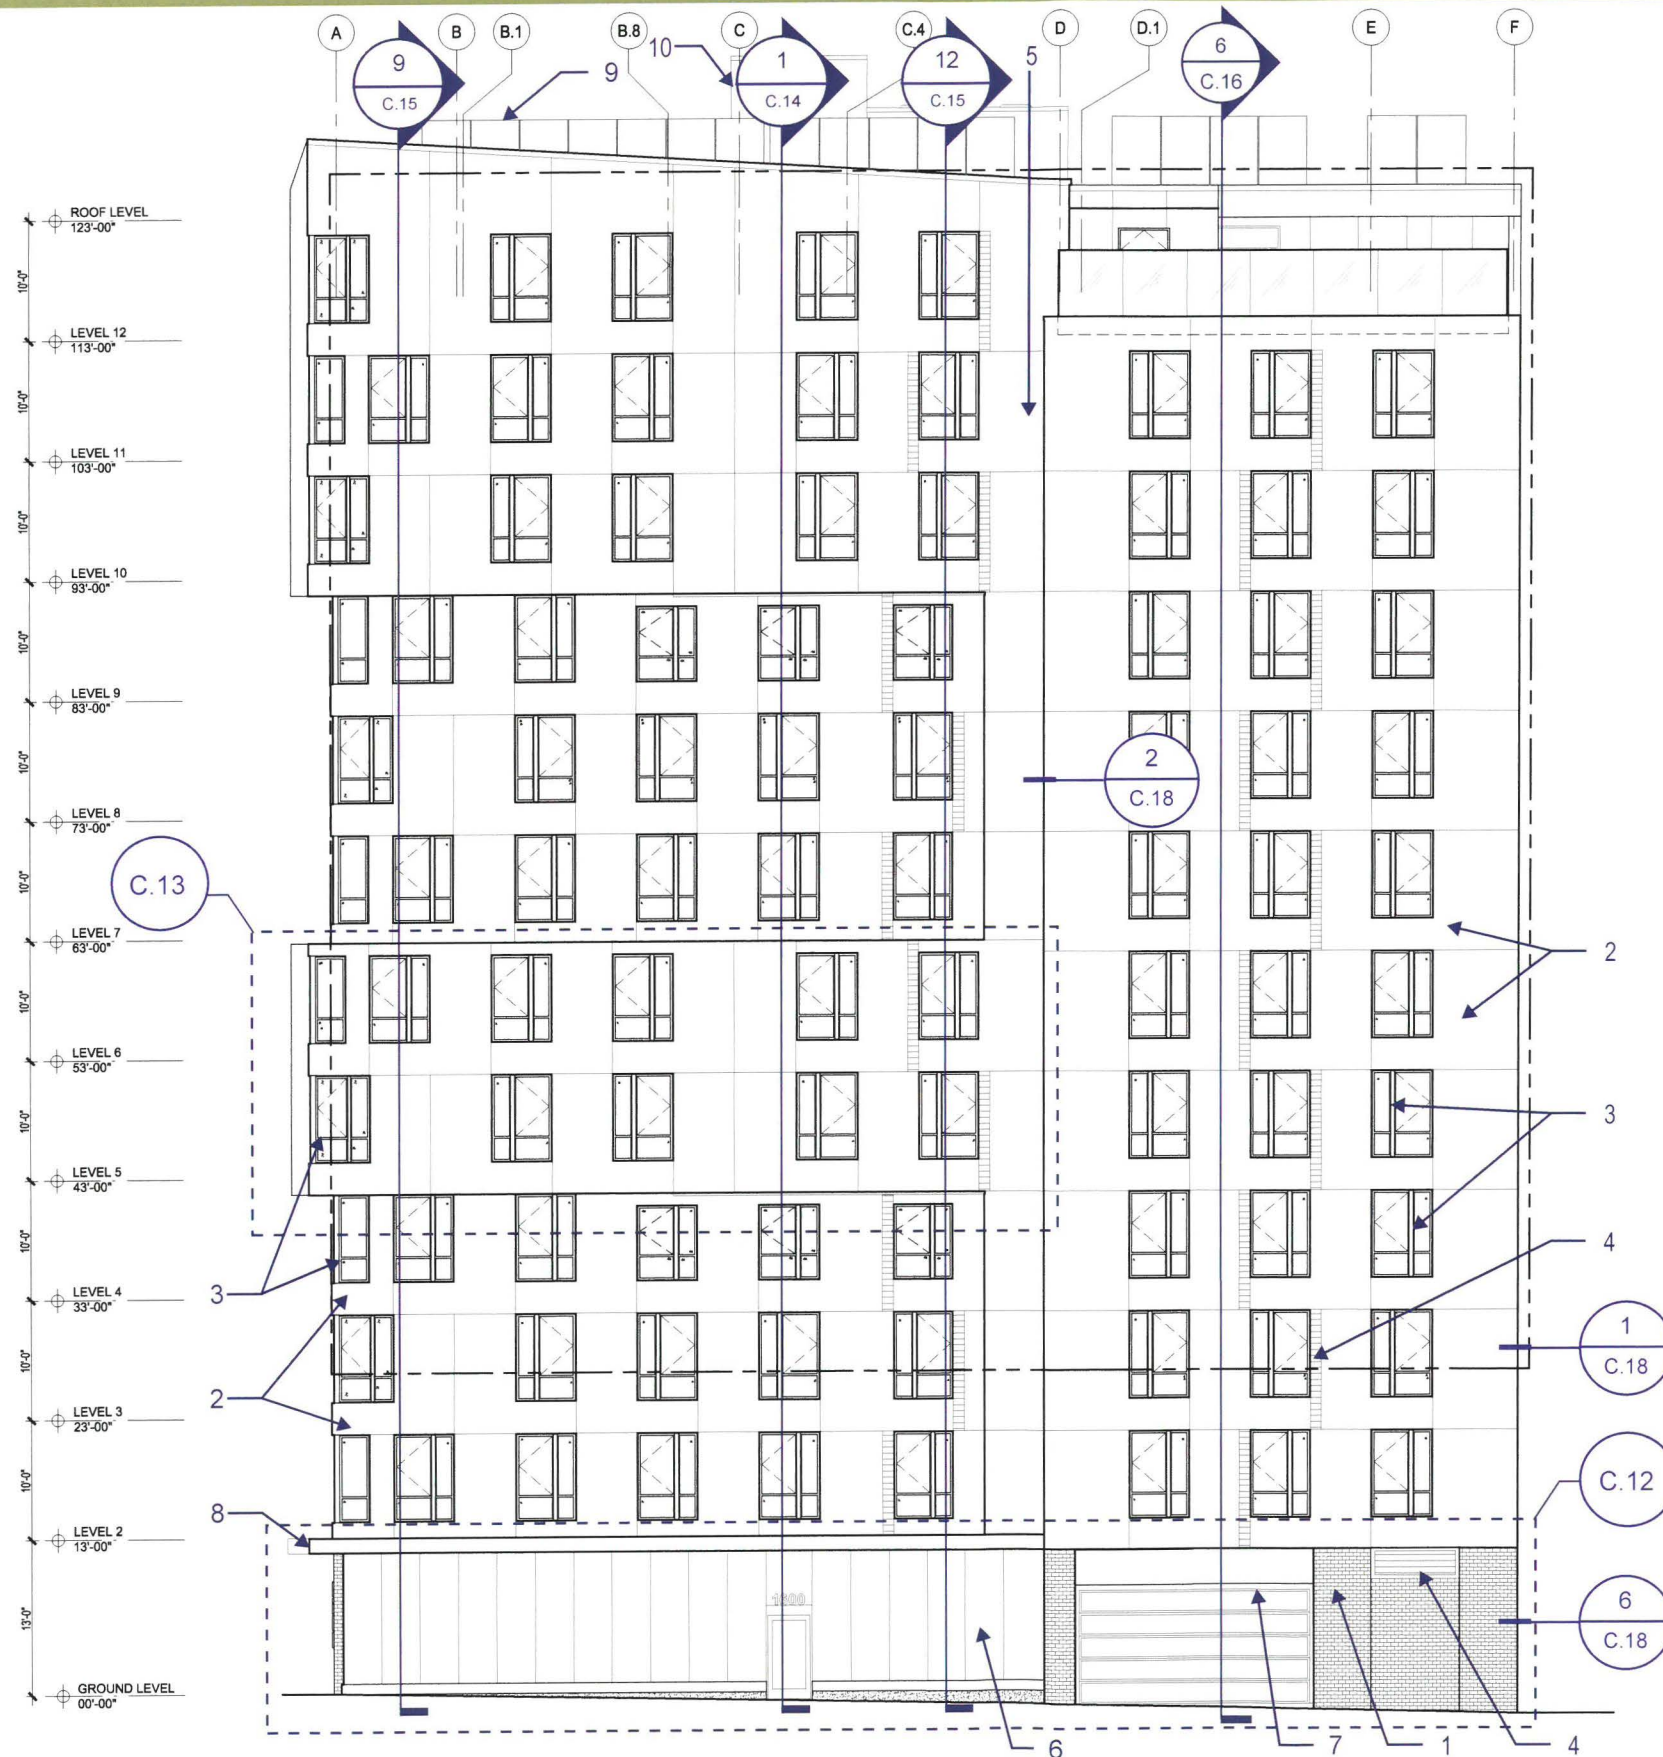 A
B
B.1
B.8
C
C.4
D
D.1
E
F
9
C.15
9
10
1
C.14
12
C.15
5
6
C.16
ROOF LEVEL
123'-00"
10'-0"
LEVEL 12
113'-00"
10'-0"
LEVEL 11
103'-00"
10'-0"
LEVEL 10
93'-00"
10'-0"
LEVEL 9
83'-00"
10'-0"
2
C.18
LEVEL 8
73'-00"
10'-0"
C.13
LEVEL 7
63'-00"
2
10'-0"
LEVEL 6
53'-00"
10'-0"
3
LEVEL 5
43'-00"
10'-0"
4
3
LEVEL 4
33'-00"
10'-0"
1
C.18
2
LEVEL 3
23'-00"
10'-0"
C.12
8
LEVEL 2
13'-00"
13'-0"
1600
6
C.18
GROUND LEVEL
00'-00"
6
7
1
4